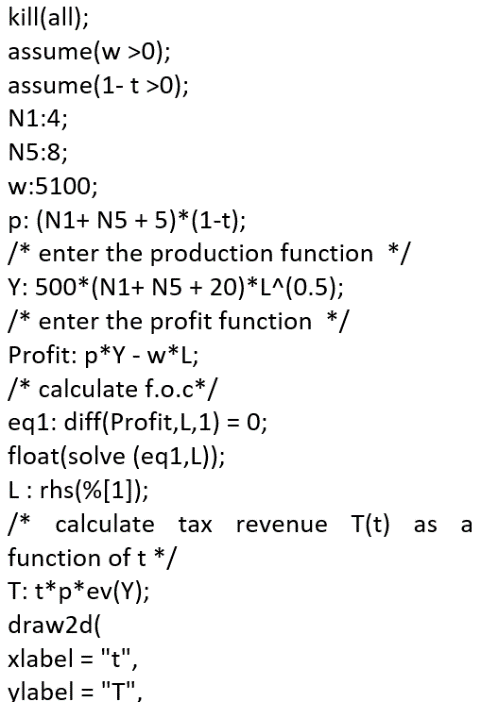 kill(all);
assume(w >0);
assume(1- t >0);
N1:4;
N5:8;
w:5100;
p: (N1+ N5 + 5)*(1-t);
/* enter the production function  */
Y: 500*(N1+ N5 + 20)*L^(0.5);
/* enter the profit function  */
Profit: p*Y - w*L;
/* calculate f.o.c*/
eq1: diff(Profit,L,1) = 0;
float(solve (eq1,L));
L : rhs(%[1]);
/* calculate tax revenue T(t) as a
function of t */
T: t*p*ev(Y);
draw2d(
xlabel = "t",
ylabel = "T",